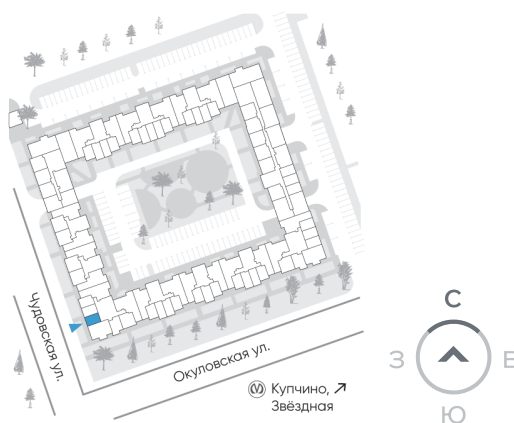 Чудовская ул.
Окуловская ул.
Купчино, ↗
Звёздная
С
З
В
Ю